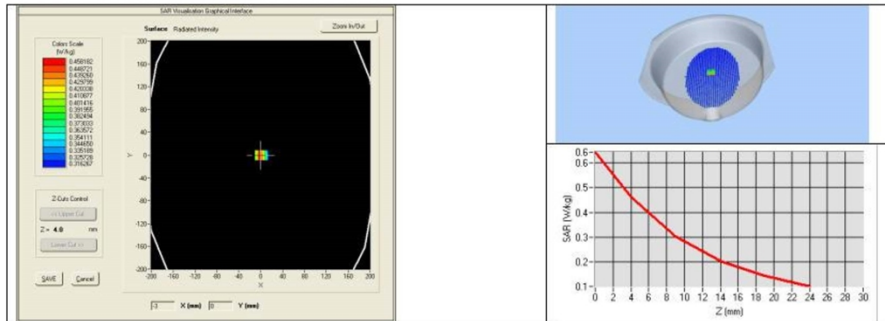 SAR Visualisation Graphical Interface
Surface Radiated Intensity
Zoom In/Out
Colors Scale
(W/kg)
0.458182
0.448721
0.439260
0.429799
0.420338
0.410877
0.401416
0.391955
0.382494
0.373033
0.363572
0.354111
0.344650
0.335189
0.325728
0.316267
Z-Cuts Control
<< Upper Cut
Z = 4.0 mm
Lower Cut >>
SAVE Cancel
200
160
120
80
40
0
-40
-80
-120
-160
-200
Y
-200 -160 -120 -80 -40 0 40 80 120 160 200
X
X (mm) Y (mm)
0.6
0.6
0.5
0.4
0.3
0.2
0.1
SAR (W/kg)
0 2 4 6 8 10 12 14 16 18 20 22 24 26 28 30
Z (mm)